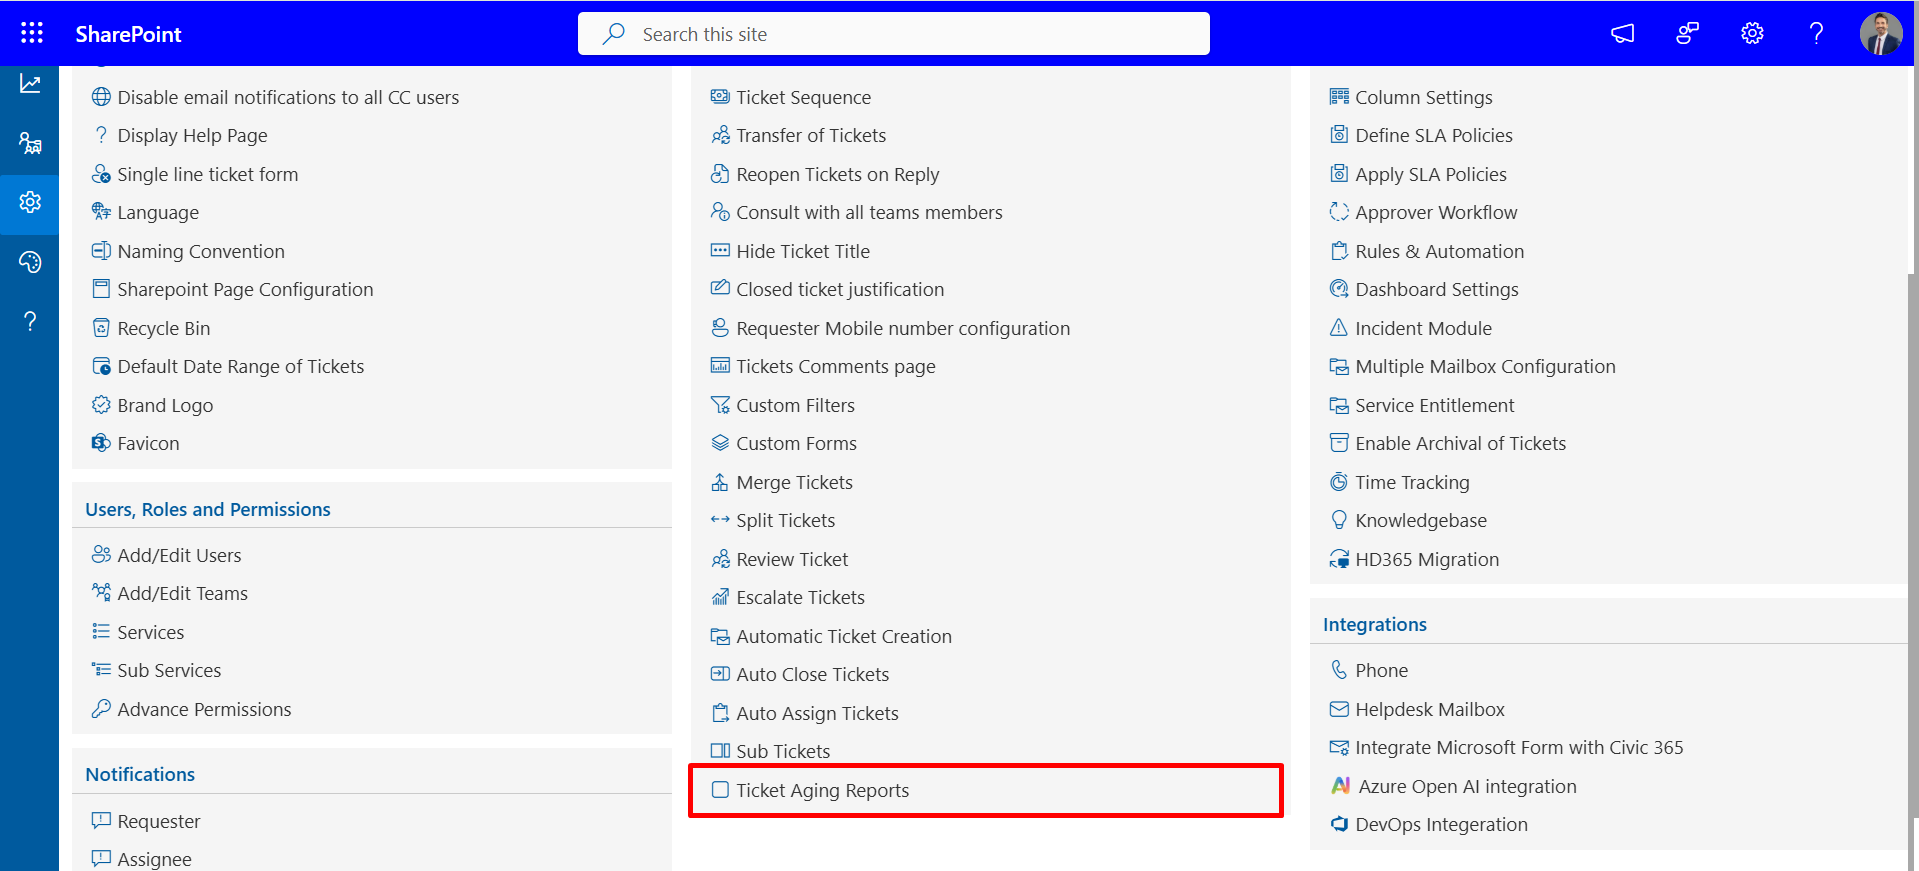 SharePoint
Search this site
Disable email notifications to all CC users
Display Help Page
Single line ticket form
Language
Naming Convention
Sharepoint Page Configuration
Recycle Bin
Default Date Range of Tickets
Brand Logo
Favicon
Users, Roles and Permissions
Add/Edit Users
Add/Edit Teams
Services
Sub Services
Advance Permissions
Notifications
Requester
Assignee
Ticket Sequence
Transfer of Tickets
Reopen Tickets on Reply
Consult with all teams members
Hide Ticket Title
Closed ticket justification
Requester Mobile number configuration
Tickets Comments page
Custom Filters
Custom Forms
Merge Tickets
Split Tickets
Review Ticket
Escalate Tickets
Automatic Ticket Creation
Auto Close Tickets
Auto Assign Tickets
Sub Tickets
Ticket Aging Reports
Column Settings
Define SLA Policies
Apply SLA Policies
Approver Workflow
Rules & Automation
Dashboard Settings
Incident Module
Multiple Mailbox Configuration
Service Entitlement
Enable Archival of Tickets
Time Tracking
Knowledgebase
HD365 Migration
Integrations
Phone
Helpdesk Mailbox
Integrate Microsoft Form with Civic 365
AI Azure Open AI integration
DevOps Integeration